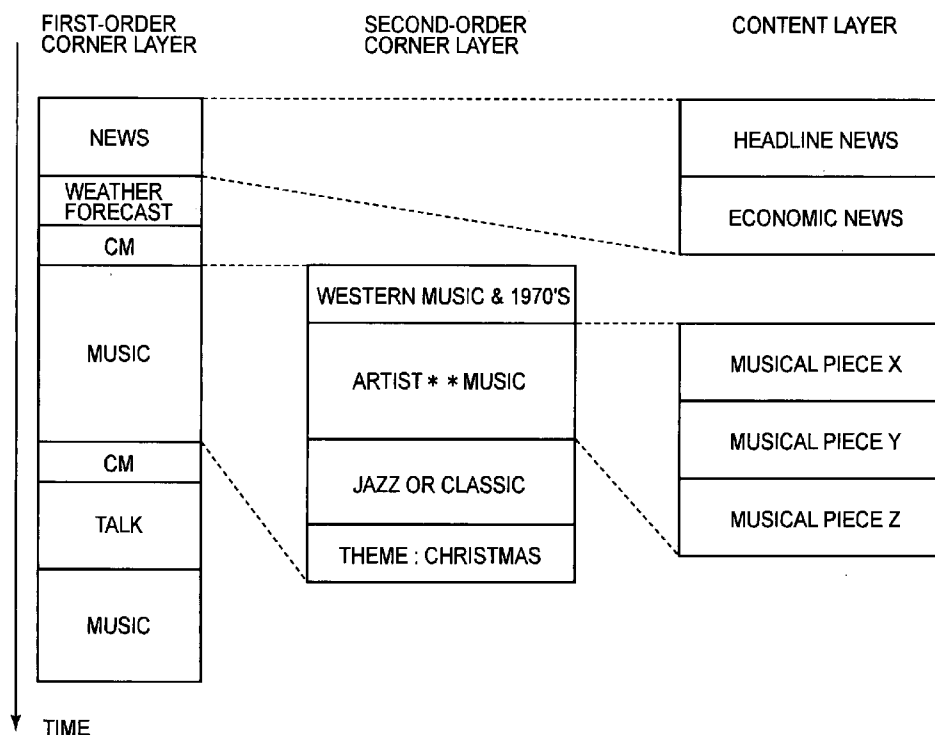 FIRST-ORDER
CORNER LAYER
SECOND-ORDER
CORNER LAYER
CONTENT LAYER
NEWS
WEATHER
FORECAST
CM
MUSIC
CM
TALK
MUSIC
WESTERN MUSIC & 1970'S
ARTIST * * MUSIC
JAZZ OR CLASSIC
THEME : CHRISTMAS
HEADLINE NEWS
ECONOMIC NEWS
MUSICAL PIECE X
MUSICAL PIECE Y
MUSICAL PIECE Z
TIME